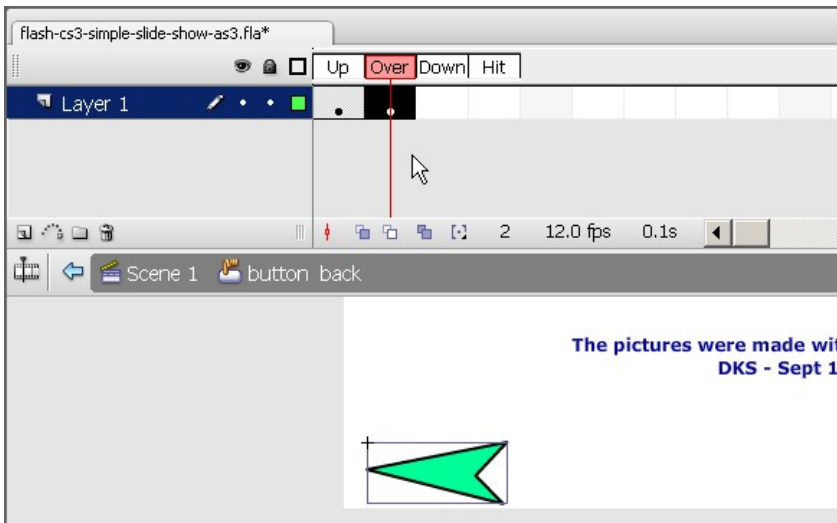 flash-cs3-simple-slide-show-as3.fla*
Up Over Down Hit
Layer 1
2 12.0 fps 0.1s
Scene 1 button back
The pictures were made wit
DKS - Sept 1